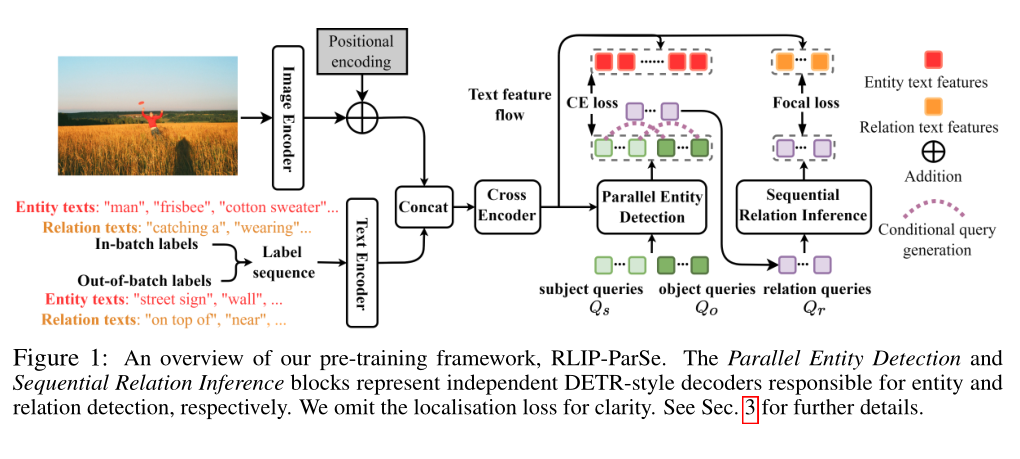 Image Encoder
Positional
encoding
Text feature
flow
CE loss
Focal loss
Entity text features
Relation text features
Addition
Conditional query
generation
Entity texts: "man", "frisbee", "cotton sweater"...
Relation texts: "catching a", "wearing"...
In-batch labels
Out-of-batch labels
Label
sequence
Entity texts: "street sign", "wall", ...
Relation texts: "on top of", "near", ...
Text Encoder
Concat
Cross
Encoder
Parallel Entity
Detection
Sequential
Relation Inference
subject queries
Qs
object queries
Qo
relation queries
Qr
Figure 1: An overview of our pre-training framework, RLIP-ParSe. The Parallel Entity Detection and
Sequential Relation Inference blocks represent independent DETR-style decoders responsible for entity and
relation detection, respectively. We omit the localisation loss for clarity. See Sec. 3 for further details.